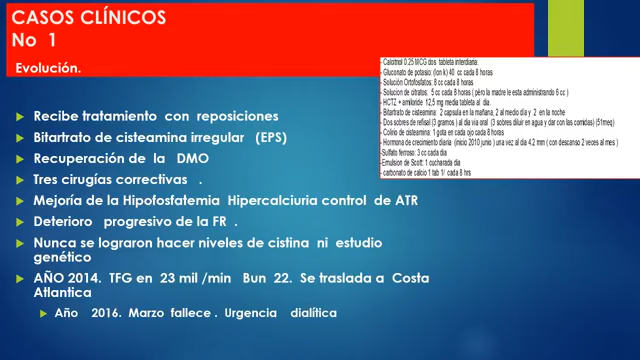 CASOS CLÍNICOS
No 1
Evolución.
- Calcitriol 0.25 MCG dos tableta interdiaria.
- Gluconato de potasio: (ion k) 40 cc cada 8 horas
- Solución Ortofosfatos: 8 cc cada 8 horas
- Solucion de citratos: 5 cc cada 8 horas ( pero la madre le esta administrando 6 cc )
- HCTZ + amiloride 12,5 mg media tableta al dia.
- Bitartrato de cisteamina: 2 capsula en la mañana, 2 al medio día y 2 en la noche
- Dos sobres de refisal (3 gramos ) al día vía oral (3 sobres diluir en agua y dar con las comidas) (51meq)
- Colirio de cisteamina: 1 gota en cada ojo cada 8 horas
- Hormona de crecimiento diaria (inicio 2010 junio ) una vez al día 4.2 mm ( con descanso 2 veces al mes )
-Sulfato ferroso: 3 cc cada dia
-Emulsion de Scott: 1 cucharada dia
- carbonato de calcio 1 tab 1/ cada 8 hrs
Recibe tratamiento con reposiciones
Bitartrato de cisteamina irregular (EPS)
Recuperación de la DMO
Tres cirugías correctivas .
Mejoría de la Hipofosfatemia Hipercalciuria control de ATR
Deterioro progresivo de la FR .
Nunca se lograron hacer niveles de cistina ni estudio
genético
AÑO 2014. TFG en 23 mil /min Bun 22. Se traslada a Costa
Atlantica
Año 2016. Marzo fallece . Urgencia dialítica